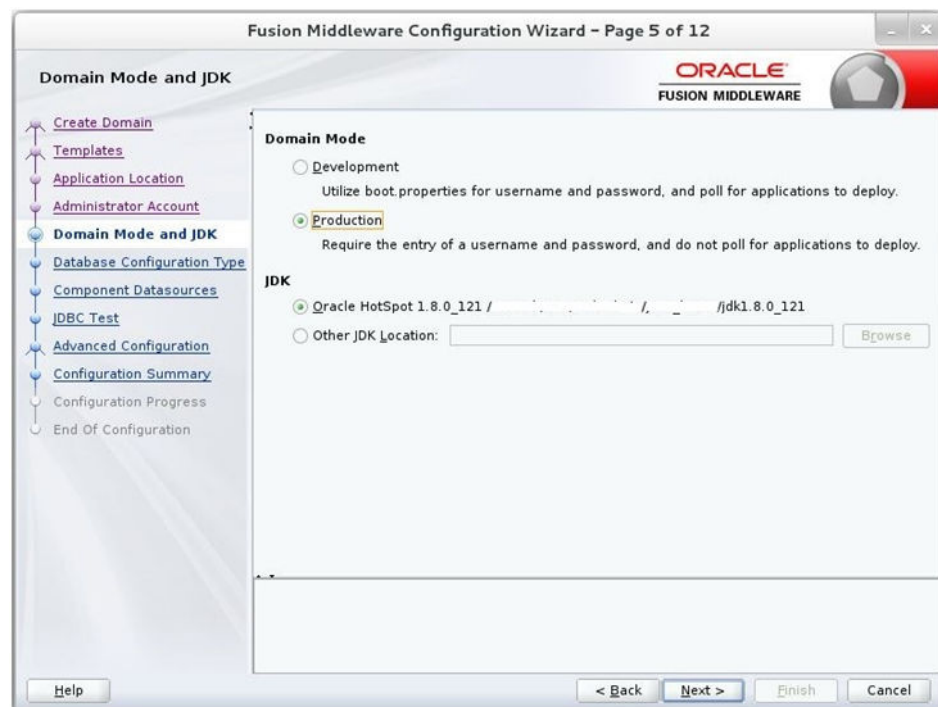 Fusion Middleware Configuration Wizard – Page 5 of 12
Domain Mode and JDK
ORACLE
FUSION MIDDLEWARE
Create Domain
Templates
Application Location
Administrator Account
Domain Mode and JDK
Database Configuration Type
Component Datasources
JDBC Test
Advanced Configuration
Configuration Summary
Configuration Progress
End Of Configuration
Domain Mode
Development
Utilize boot.properties for username and password, and poll for applications to deploy.
Production
Require the entry of a username and password, and do not poll for applications to deploy.
JDK
Oracle HotSpot 1.8.0_121 / /jdk1.8.0_121
Other JDK Location:
Browse
Help
< Back
Next >
Finish
Cancel